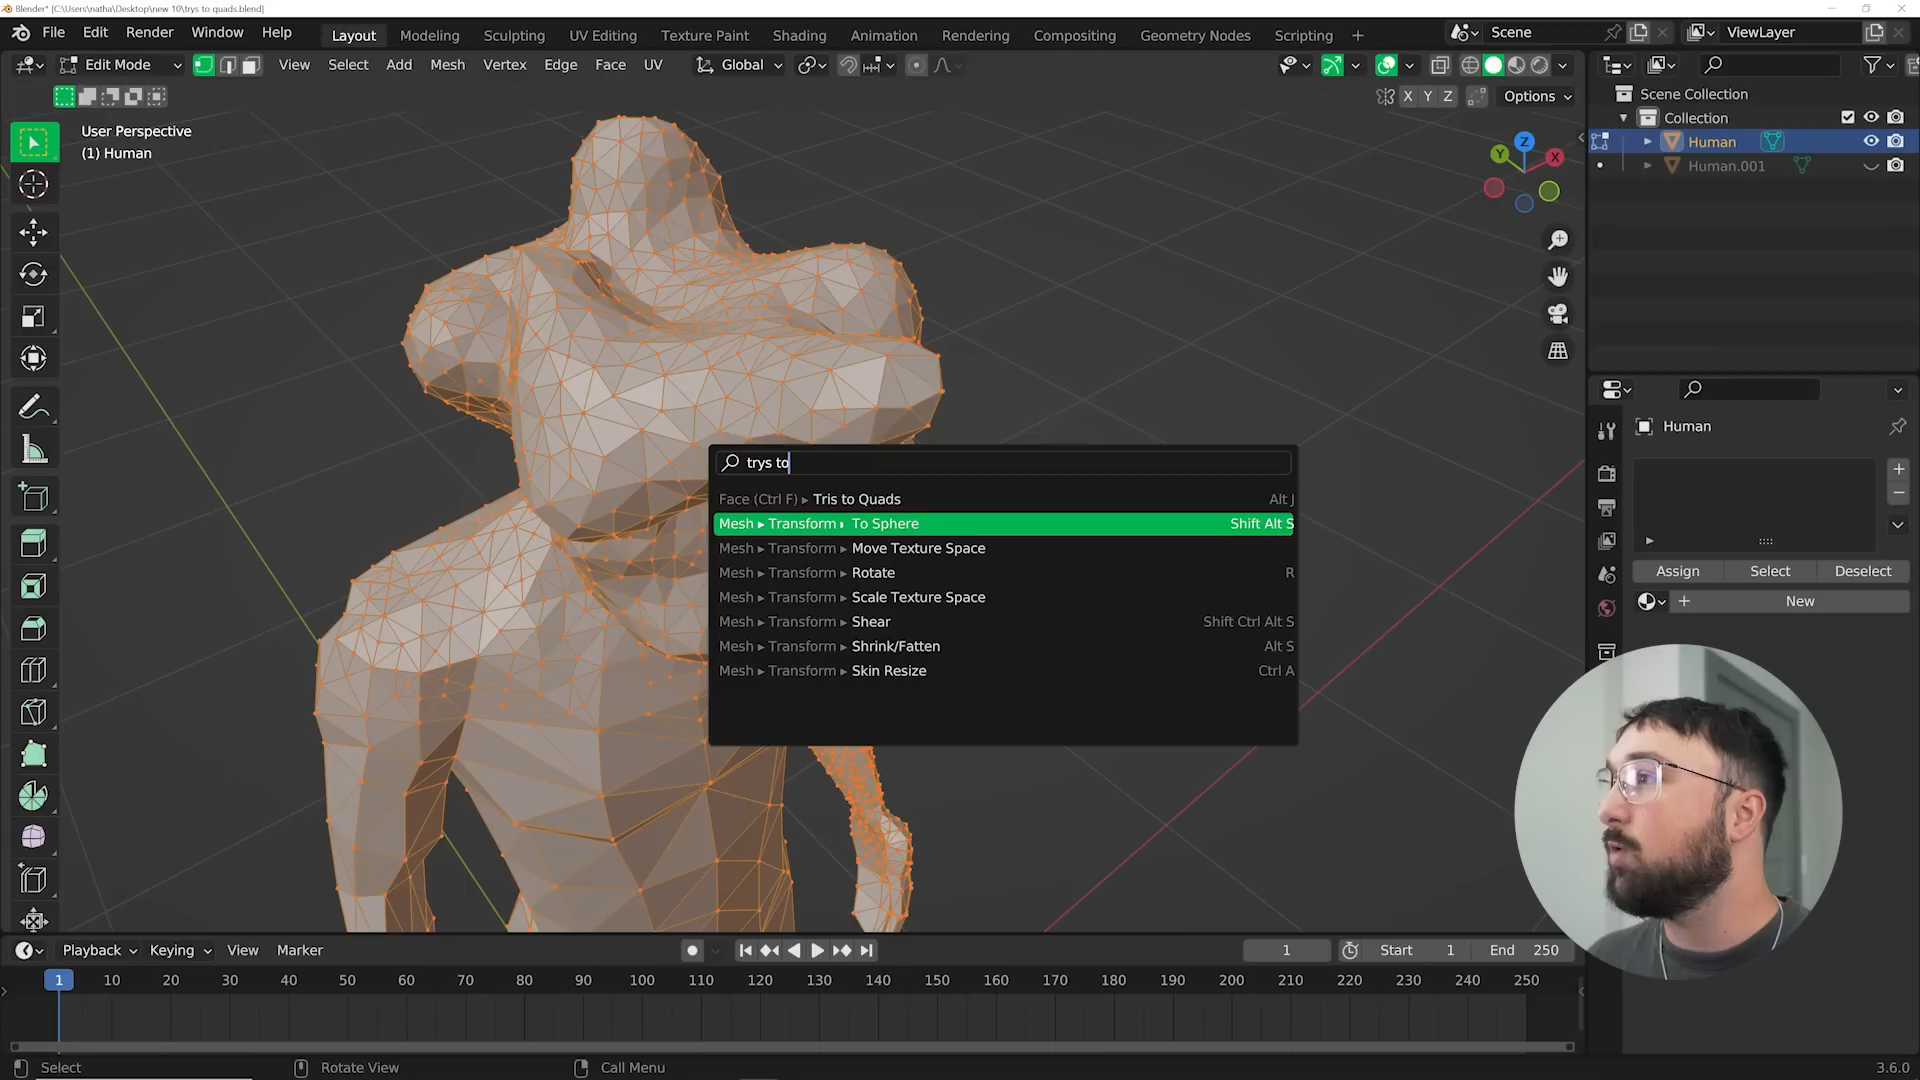 Blender* [C:\Users\natha\Desktop\new 10\trys to quads.blend]
File Edit Render Window Help Layout Modeling Sculpting UV Editing Texture Paint Shading Animation Rendering Compositing Geometry Nodes Scripting + Scene ViewLayer
Edit Mode View Select Add Mesh Vertex Edge Face UV Global
X Y Z Options
User Perspective
(1) Human
Z
Y X
Scene Collection
Collection
Human
Human.001
Human
Assign Select Deselect
New
trys to
Face (Ctrl F) ▸ Tris to Quads Alt J
Mesh ▸ Transform ▸ To Sphere Shift Alt S
Mesh ▸ Transform ▸ Move Texture Space
Mesh ▸ Transform ▸ Rotate R
Mesh ▸ Transform ▸ Scale Texture Space
Mesh ▸ Transform ▸ Shear Shift Ctrl Alt S
Mesh ▸ Transform ▸ Shrink/Fatten Alt S
Mesh ▸ Transform ▸ Skin Resize Ctrl A
Playback Keying View Marker 1 Start 1 End 250
1 10 20 30 40 50 60 70 80 90 100 110 120 130 140 150 160 170 180 190 200 210 220 230 240 250
Select Rotate View Call Menu 3.6.0